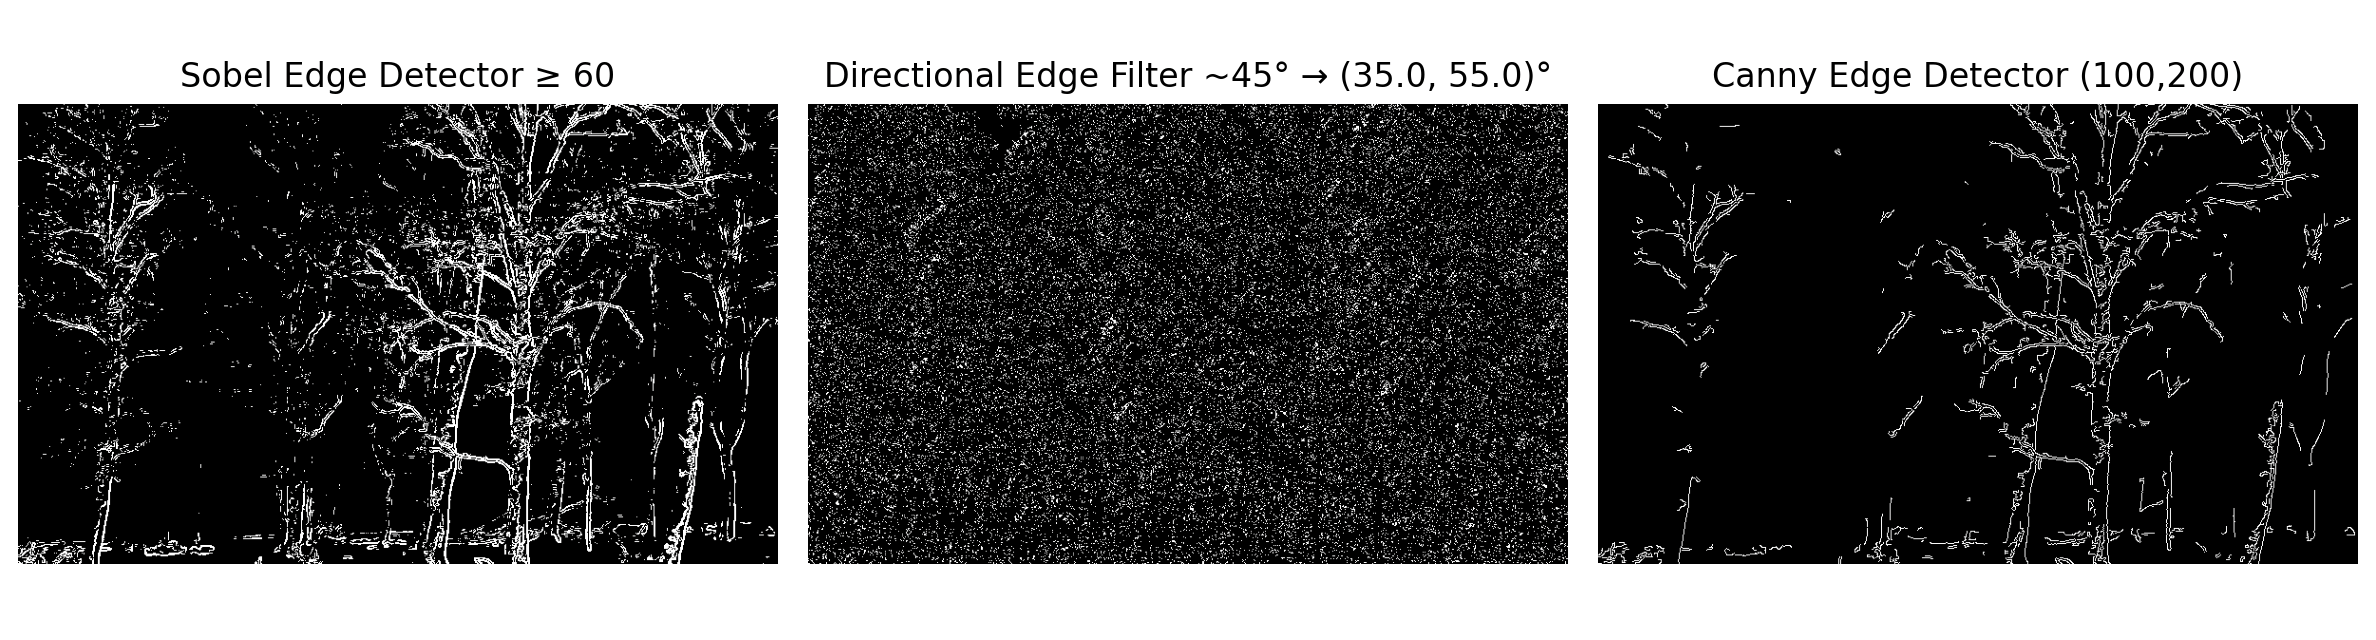 Sobel Edge Detector ≥ 60
Directional Edge Filter ~45° → (35.0, 55.0)°
Canny Edge Detector (100,200)